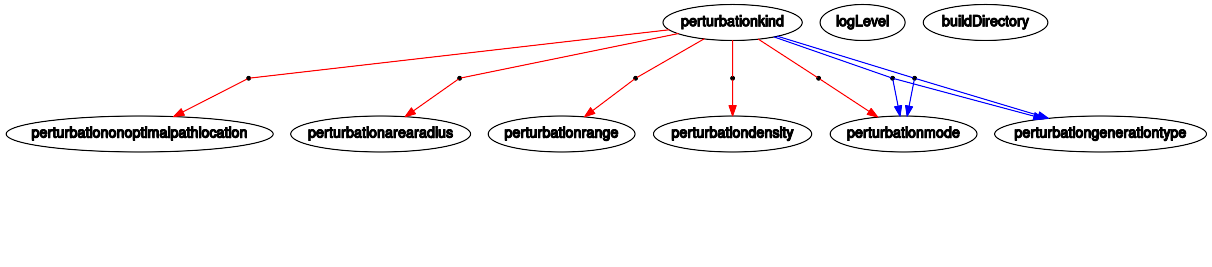 perturbationkind
logLevel
buildDirectory
perturbationonoptimalpathlocation
perturbationarearadius
perturbationrange
perturbationdensity
perturbationmode
perturbationgenerationtype